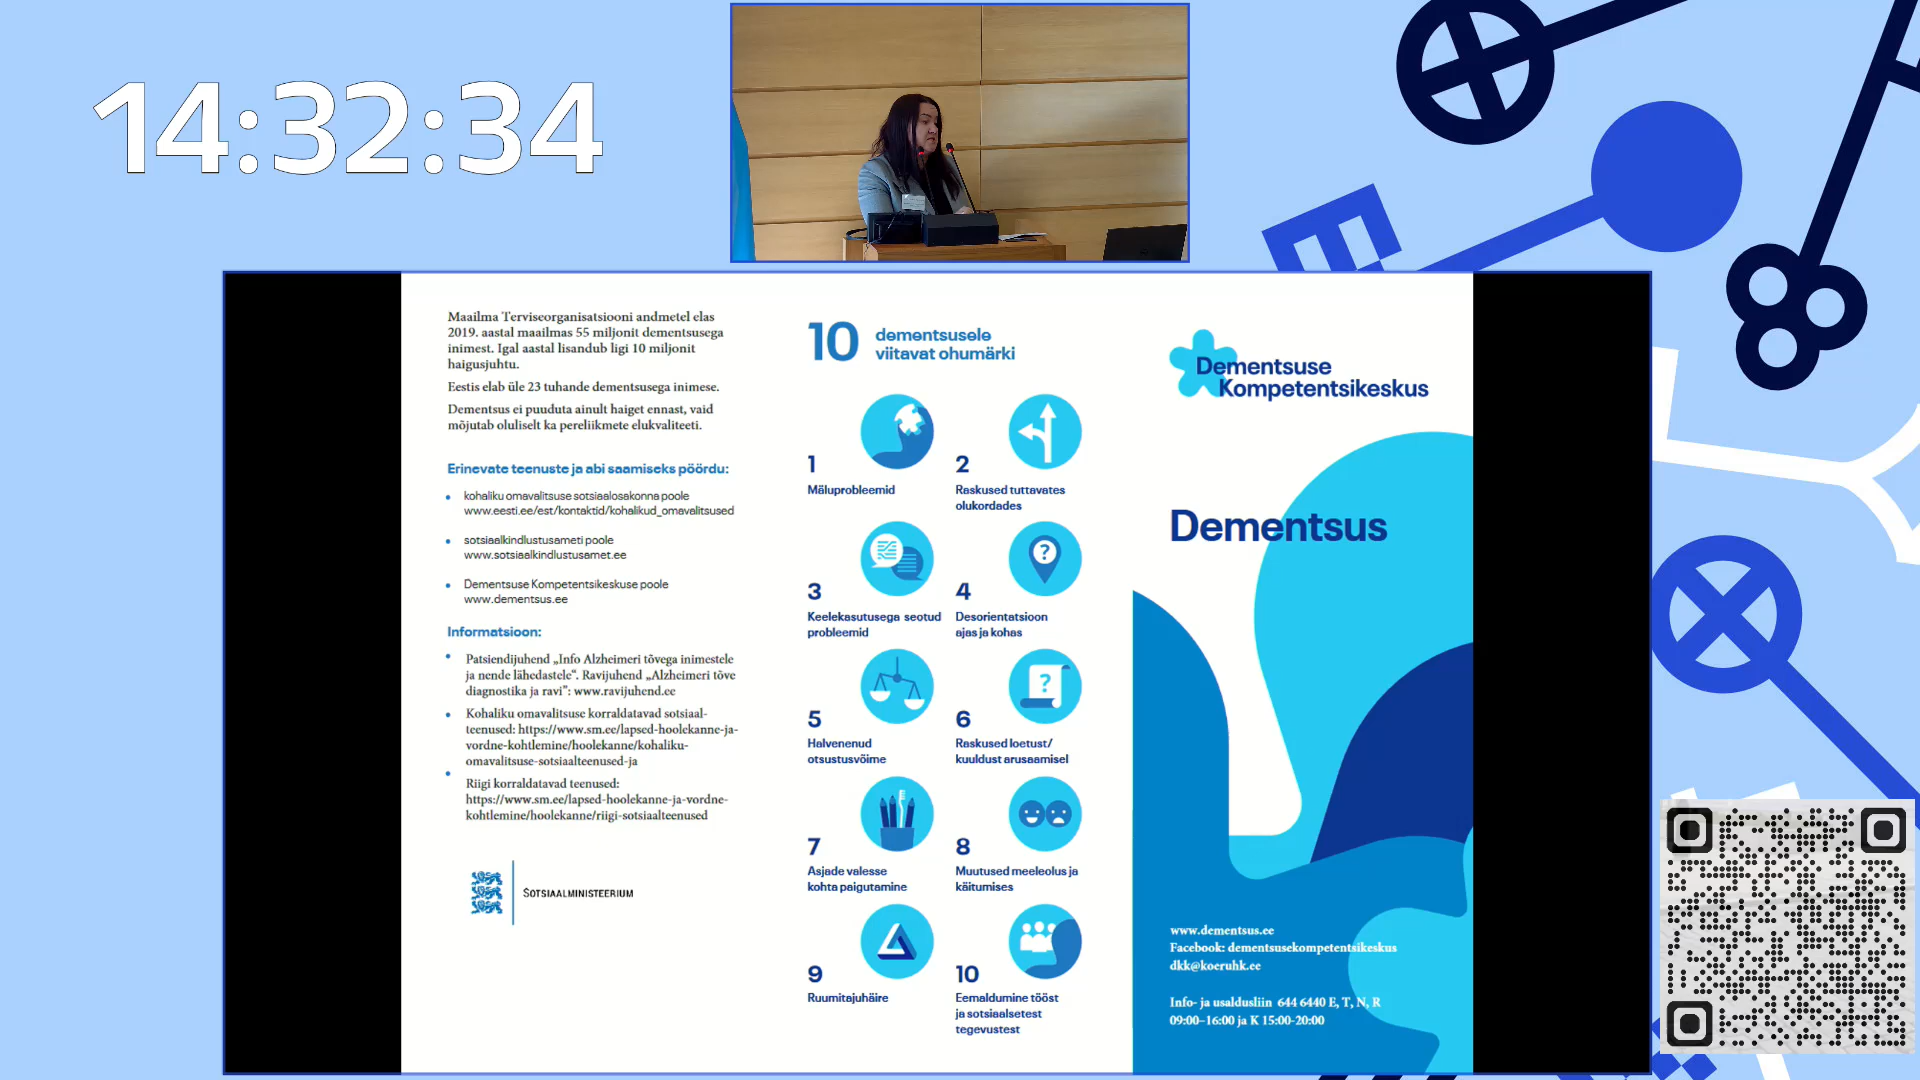 14:32:34
Maailma Terviseorganisatsiooni andmetel elas
2019. aastal maailmas 55 miljonit dementsusega
inimest. Igal aastal lisandub ligi 10 miljonit
haigusjuhtu.
Eestis elab üle 23 tuhande dementsusega inimese.
Dementsus ei puuduta ainult haiget ennast, vaid
mõjutab oluliselt ka pereliikmete elukvaliteeti.
Erinevate teenuste ja abi saamiseks pöördu:
• kohaliku omavalitsuse sotsiaalosakonna poole
www.eesti.ee/est/kontaktid/kohalikud_omavalitsused
• sotsiaalkindlustusameti poole
www.sotsiaalkindlustusamet.ee
• Dementsuse Kompetentsikeskuse poole
www.dementsus.ee
Informatsioon:
• Patsiendijuhend „Info Alzheimeri tõvega inimestele
ja nende lähedastele“. Ravijuhend „Alzheimeri tõve
diagnostika ja ravi”: www.ravijuhend.ee
• Kohaliku omavalitsuse korraldatavad sotsiaal-
teenused: https://www.sm.ee/lapsed-hoolekanne-ja-
vordne-kohtlemine/hoolekanne/kohaliku-
omavalitsuse-sotsiaalteenused-ja
• Riigi korraldatavad teenused:
https://www.sm.ee/lapsed-hoolekanne-ja-vordne-
kohtlemine/hoolekanne/riigi-sotsiaalteenused
SOTSIAALMINISTEERIUM
10 dementsusele
viitavat ohumärki
1
Mäluprobleemid
2
Raskused tuttavates
olukordades
3
Keelekasutusega seotud
probleemid
4
Desorientatsioon
ajas ja kohas
5
Halvenenud
otsustusvõime
6
Raskused loetust/
kuuldust arusaamisel
7
Asjade valesse
kohta paigutamine
8
Muutused meeleolus ja
käitumises
9
Ruumitajuhäire
10
Eemaldumine tööst
ja sotsiaalsetest
tegevustest
Dementsuse
Kompetentsikeskus
Dementsus
www.dementsus.ee
Facebook: dementsusekompetentsikeskus
dkk@koeruhk.ee
Info- ja usaldusliin 644 6440 E, T, N, R
09:00–16:00 ja K 15:00-20:00